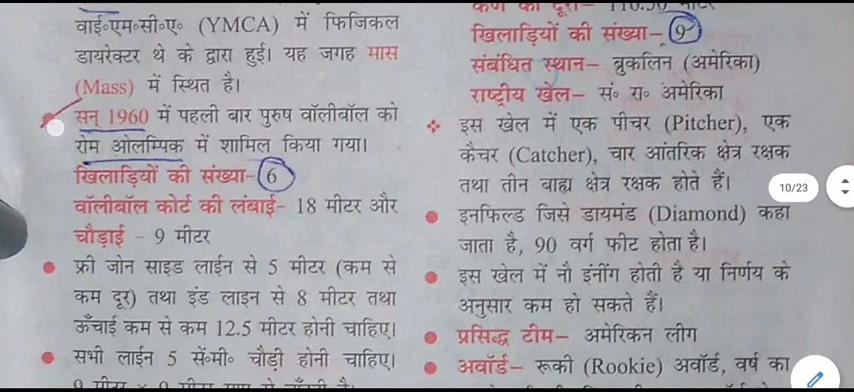 वाई॰एम॰सी॰ए॰ (YMCA) में फिजिकल
डायरेक्टर थे के द्वारा हुई। यह जगह मास
(Mass) में स्थित है।
सन् 1960 में पहली बार पुरुष वॉलीबॉल को
रोम ओलम्पिक में शामिल किया गया।
खिलाड़ियों की संख्या- 6
वॉलीबॉल कोर्ट की लंबाई- 18 मीटर और
चौड़ाई - 9 मीटर
फ्री जोन साइड लाईन से 5 मीटर (कम से
कम दूर) तथा इंड लाइन से 8 मीटर तथा
ऊँचाई कम से कम 12.5 मीटर होनी चाहिए।
सभी लाईन 5 सें॰मी॰ चौड़ी होनी चाहिए।
खिलाड़ियों की संख्या- 9
संबंधित स्थान- ब्रुकलिन (अमेरिका)
राष्ट्रीय खेल- सं॰ रा॰ अमेरिका
इस खेल में एक पीचर (Pitcher), एक
कैचर (Catcher), चार आंतरिक क्षेत्र रक्षक
तथा तीन बाह्य क्षेत्र रक्षक होते हैं।
इनफिल्ड जिसे डायमंड (Diamond) कहा
जाता है, 90 वर्ग फीट होता है।
इस खेल में नौ इंनींग होती है या निर्णय के
अनुसार कम हो सकते हैं।
प्रसिद्ध टीम- अमेरिकन लीग
अवॉर्ड- रूकी (Rookie) अवॉर्ड, वर्ष का
10/23